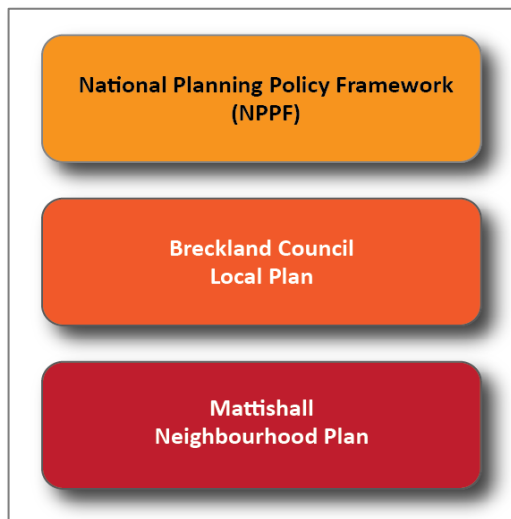 National Planning Policy Framework
(NPPF)
Breckland Council
Local Plan
Mattishall
Neighbourhood Plan